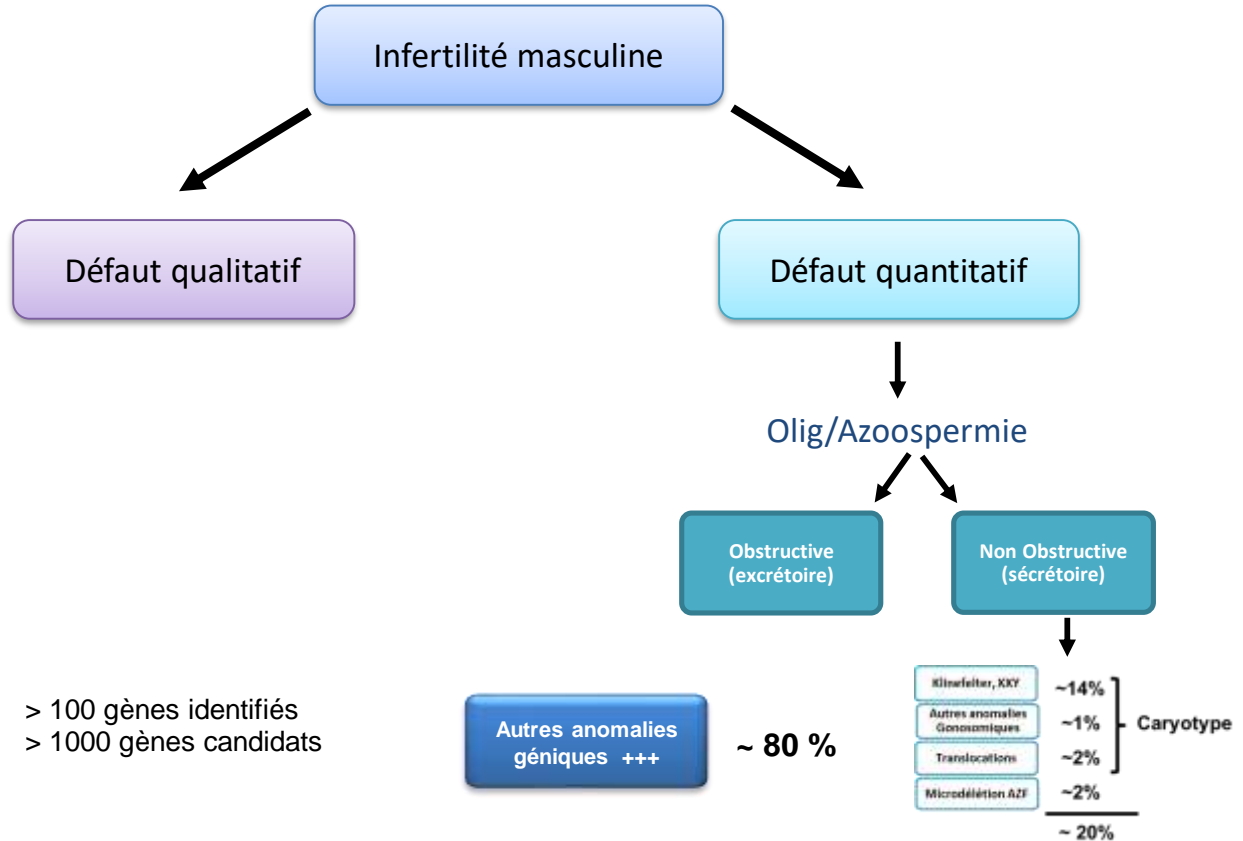 Infertilité masculine
Défaut qualitatif
Défaut quantitatif
Olig/Azoospermie
Obstructive
(excrétoire)
Non Obstructive
(sécrétoire)
> 100 gènes identifiés
> 1000 gènes candidats
Autres anomalies
géniques +++
~ 80 %
Klinefelter, XXY
~14%
Autres anomalies
Gonosomiques
~1%
Translocations
~2%
Caryotype
Microdélétion AZF
~2%
~ 20%